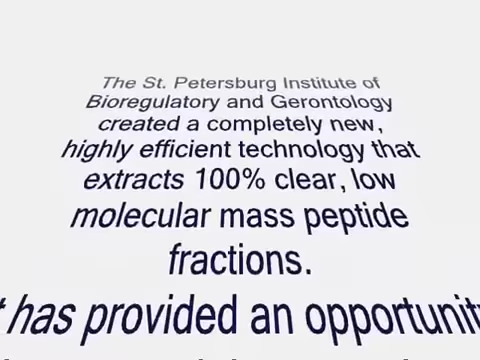 The St. Petersburg Institute of
Bioregulatory and Gerontology
created a completely new,
highly efficient technology that
extracts 100% clear, low
molecular mass peptide
fractions.
has provided an opportunity